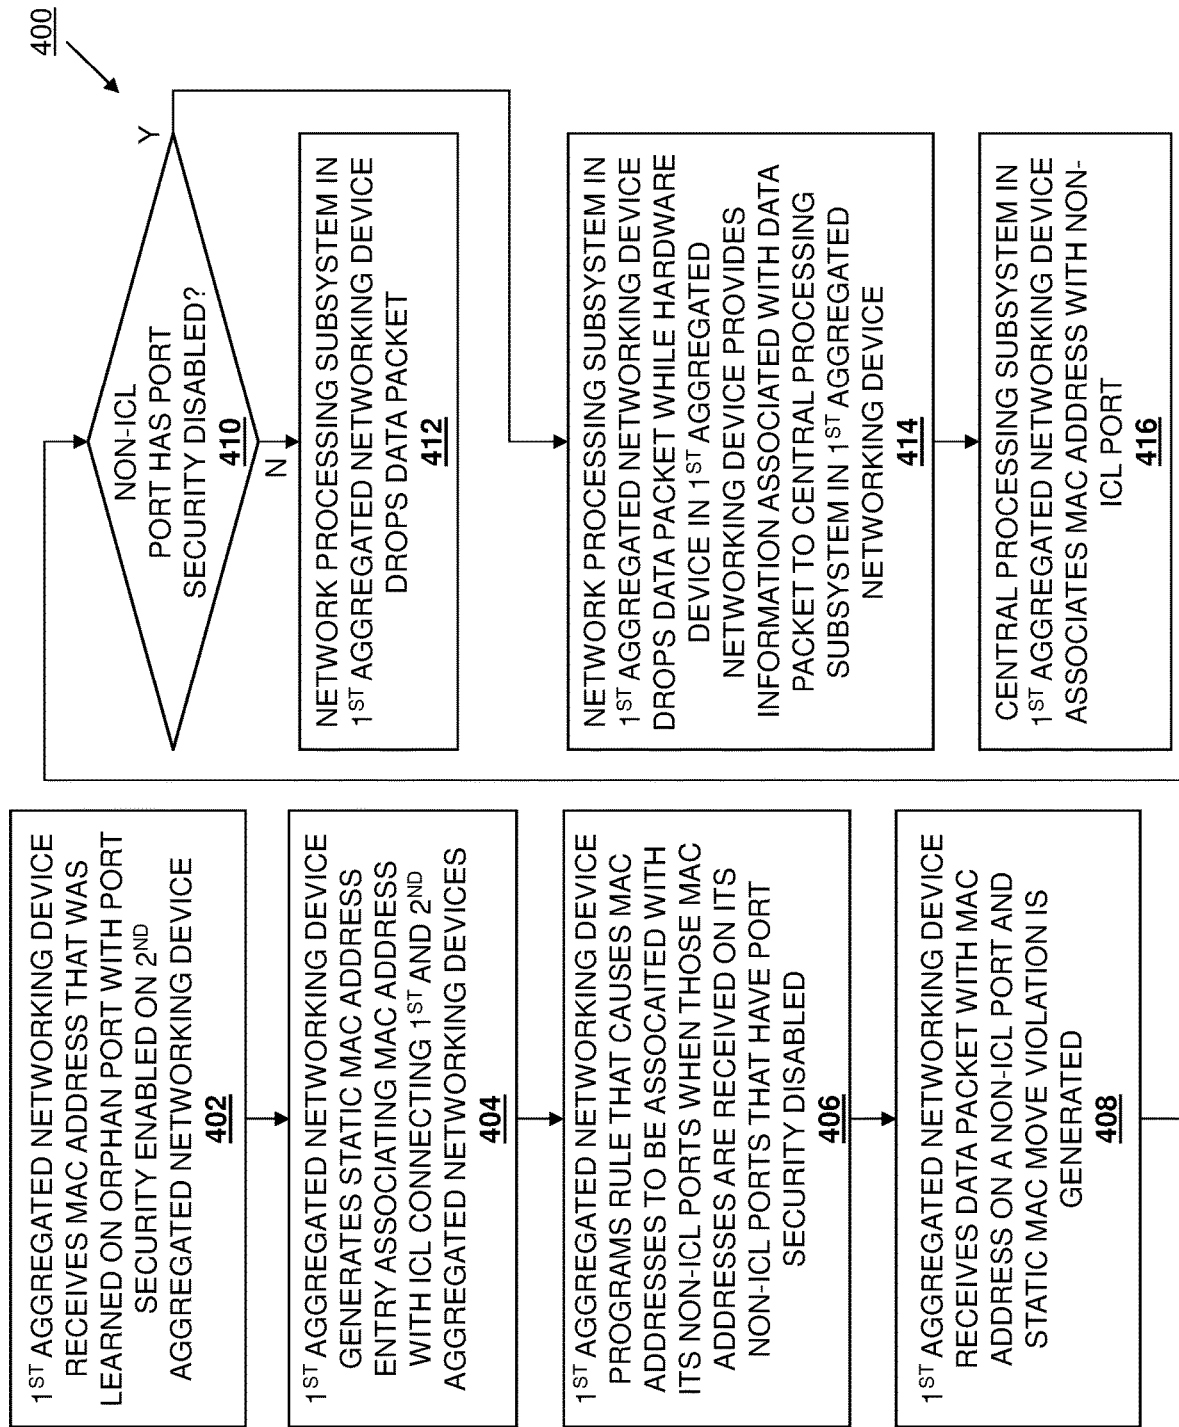 400
1ST AGGREGATED NETWORKING DEVICE
RECEIVES MAC ADDRESS THAT WAS
LEARNED ON ORPHAN PORT WITH PORT
SECURITY ENABLED ON 2ND
AGGREGATED NETWORKING DEVICE
402
1ST AGGREGATED NETWORKING DEVICE
GENERATES STATIC MAC ADDRESS
ENTRY ASSOCIATING MAC ADDRESS
WITH ICL CONNECTING 1ST AND 2ND
AGGREGATED NETWORKING DEVICES
404
1ST AGGREGATED NETWORKING DEVICE
PROGRAMS RULE THAT CAUSES MAC
ADDRESSES TO BE ASSOCAITED WITH
ITS NON-ICL PORTS WHEN THOSE MAC
ADDRESSES ARE RECEIVED ON ITS
NON-ICL PORTS THAT HAVE PORT
SECURITY DISABLED
406
1ST AGGREGATED NETWORKING DEVICE
RECEIVES DATA PACKET WITH MAC
ADDRESS ON A NON-ICL PORT AND
STATIC MAC MOVE VIOLATION IS
GENERATED
408
NON-ICL
PORT HAS PORT
SECURITY DISABLED?
410
Y
N
NETWORK PROCESSING SUBSYSTEM IN
1ST AGGREGATED NETWORKING DEVICE
DROPS DATA PACKET
412
NETWORK PROCESSING SUBSYSTEM IN
1ST AGGREGATED NETWORKING DEVICE
DROPS DATA PACKET WHILE HARDWARE
DEVICE IN 1ST AGGREGATED
NETWORKING DEVICE PROVIDES
INFORMATION ASSOCIATED WITH DATA
PACKET TO CENTRAL PROCESSING
SUBSYSTEM IN 1ST AGGREGATED
NETWORKING DEVICE
414
CENTRAL PROCESSING SUBSYSTEM IN
1ST AGGREGATED NETWORKING DEVICE
ASSOCIATES MAC ADDRESS WITH NON-
ICL PORT
416